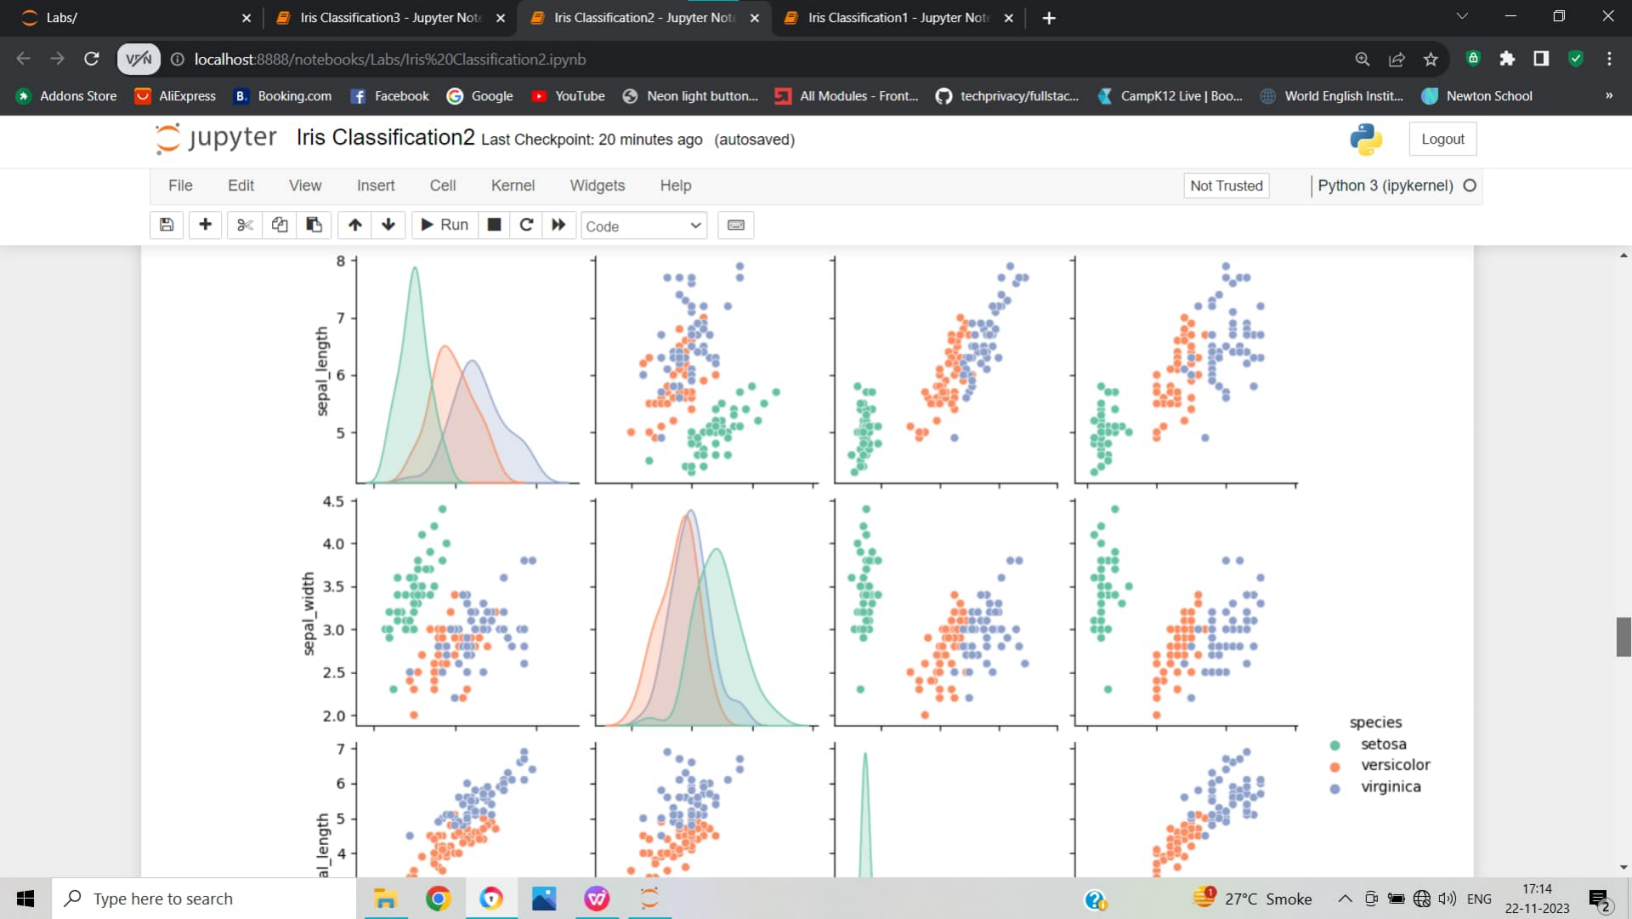 Labs/
Iris Classification3 - Jupyter Not
Iris Classification2 - Jupyter Not
Iris Classification1 - Jupyter Not
VPN
localhost:8888/notebooks/Labs/Iris%20Classification2.ipynb
Addons Store
AliExpress
B. Booking.com
Facebook
Google
YouTube
Neon light button...
All Modules - Front...
techprivacy/fullstac...
CampK12 Live | Boo...
World English Instit...
Newton School
»
jupyter Iris Classification2 Last Checkpoint: 20 minutes ago (autosaved)
Logout
File Edit View Insert Cell Kernel Widgets Help
Not Trusted
Python 3 (ipykernel)
Run
Code
8
7
6
5
sepal_length
4.5
4.0
3.5
3.0
2.5
2.0
sepal_width
7
6
5
4
al_length
species
setosa
versicolor
virginica
Type here to search
1
27°C Smoke
ENG
17:14
22-11-2023
2